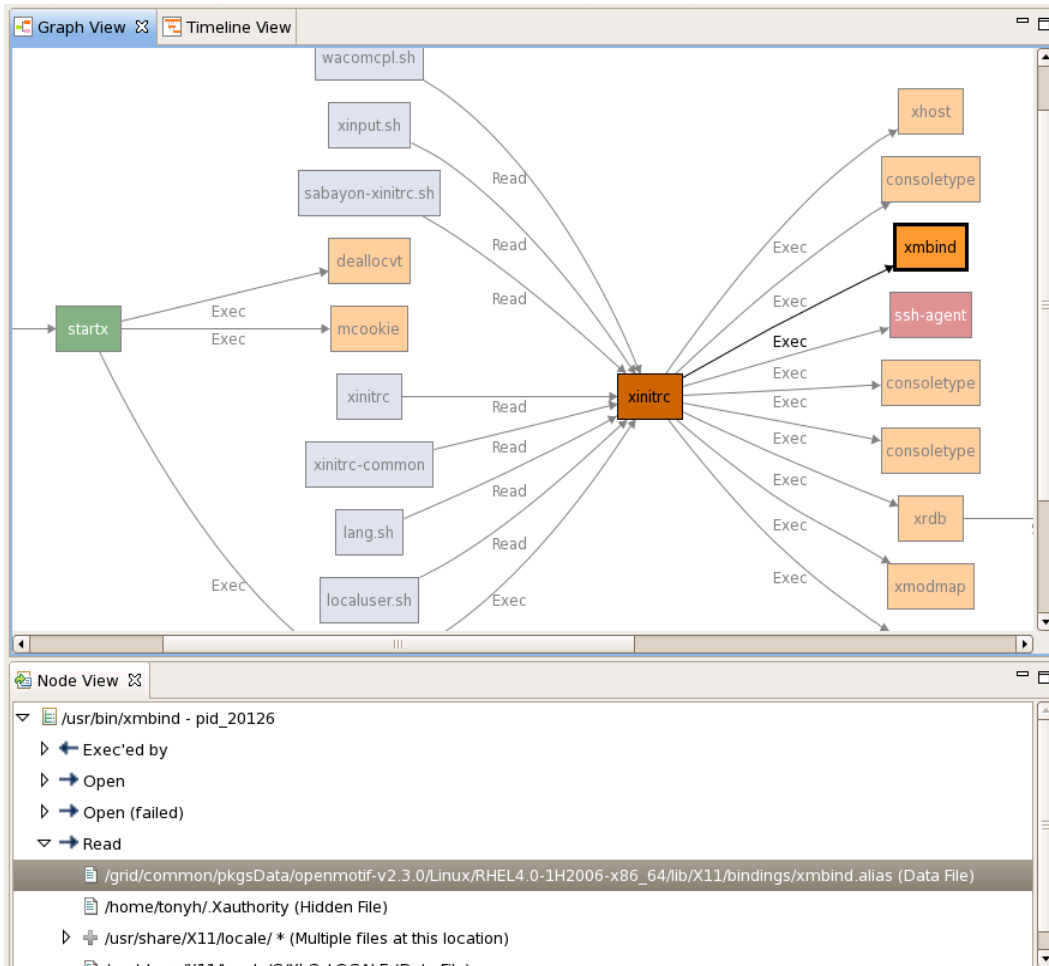 Graph View
Timeline View
wacomcpl.sh
xhost
xinput.sh
Read
consoletype
sabayon-xinitrc.sh
Read
Exec
xmbind
deallocvt
Read
Exec
Exec
ssh-agent
startx
Exec
mcookie
Exec
Exec
consoletype
xinitrc
xinitrc
Read
Exec
Read
Exec
consoletype
xinitrc-common
Read
Exec
xrdb
lang.sh
Exec
Read
Exec
Exec
xmodmap
localuser.sh
Exec
Node View
/usr/bin/xmbind - pid_20126
Exec'ed by
Open
Open (failed)
Read
/grid/common/pkgsData/openmotif-v2.3.0/Linux/RHEL4.0-1H2006-x86_64/lib/X11/bindings/xmbind.alias (Data File)
/home/tonyh/.Xauthority (Hidden File)
/usr/share/X11/locale/ * (Multiple files at this location)